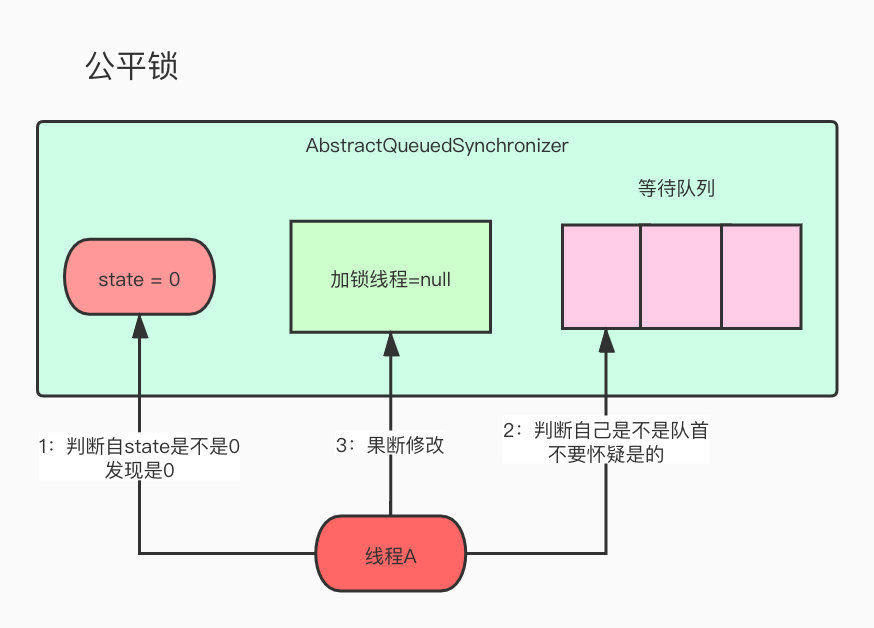 公平锁
AbstractQueuedSynchronizer
等待队列
state = 0
加锁线程=null
1：判断自state是不是0
发现是0
3：果断修改
2：判断自己是不是队首
不要怀疑是的
线程A